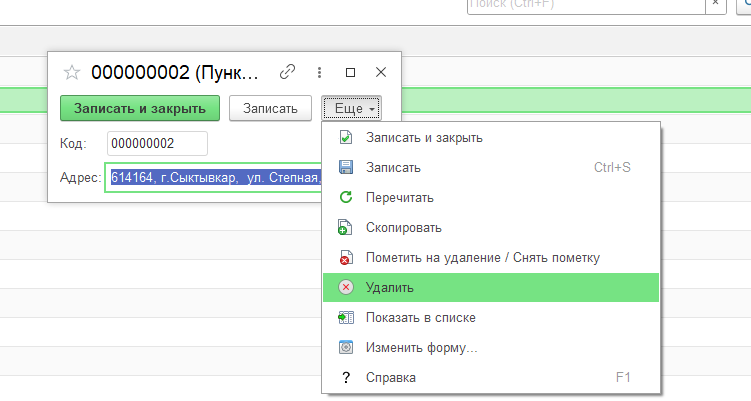 Поиск (Ctrl+F)
×
000000002 (Пунк...
Записать и закрыть
Записать
Еще
Код:
000000002
Адрес:
614164, г.Сыктывкар, ул. Степная,
Записать и закрыть
Записать
Ctrl+S
Перечитать
Скопировать
Пометить на удаление / Снять пометку
Удалить
Показать в списке
Изменить форму...
? Справка
F1